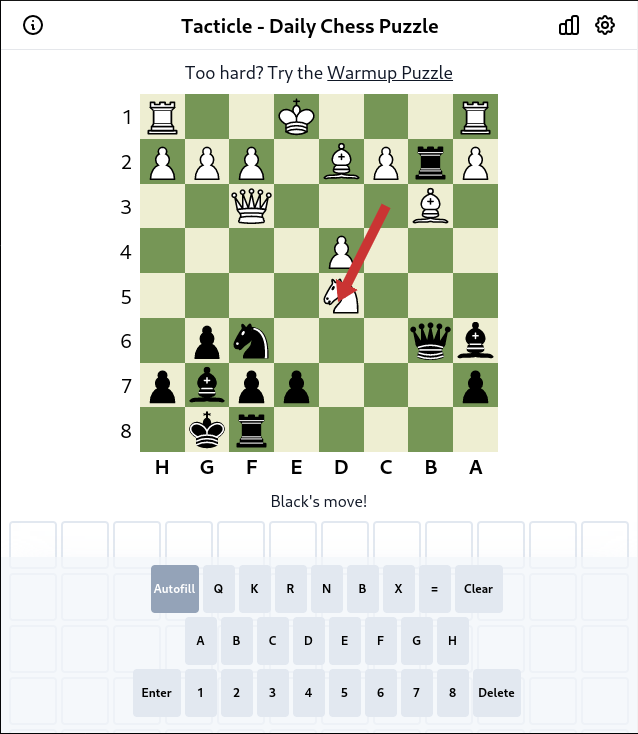 Tacticle - Daily Chess Puzzle
Too hard? Try the Warmup Puzzle
1
2
3
4
5
6
7
8
H G F E D C B A
Black's move!
Autofill Q K R N B X = Clear
A B C D E F G H
Enter 1 2 3 4 5 6 7 8 Delete